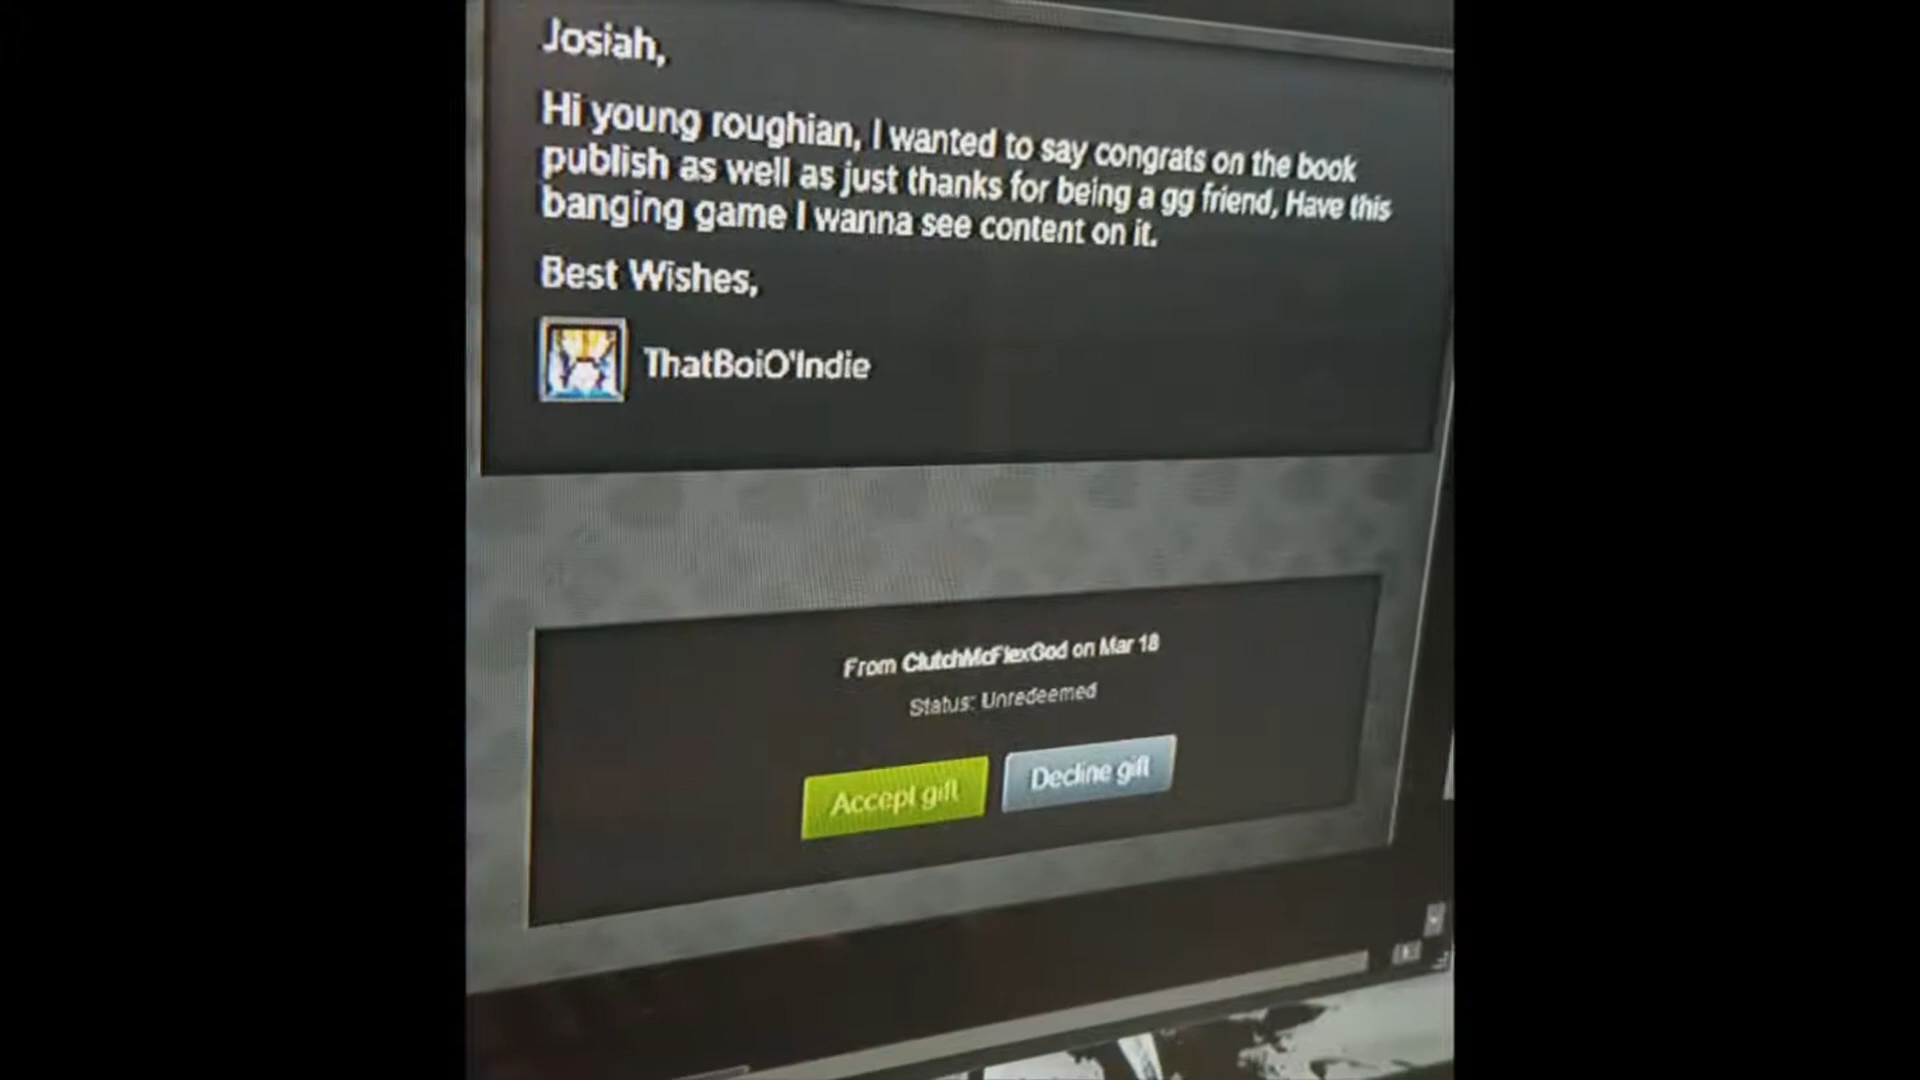 Josiah,
Hi young roughian, I wanted to say congrats on the book
publish as well as just thanks for being a gg friend, Have this
banging game I wanna see content on it.
Best Wishes,
ThatBoiO'Indie
From ClutchMcFlexGod on Mar 18
Status: Unredeemed
Accept gift
Decline gift